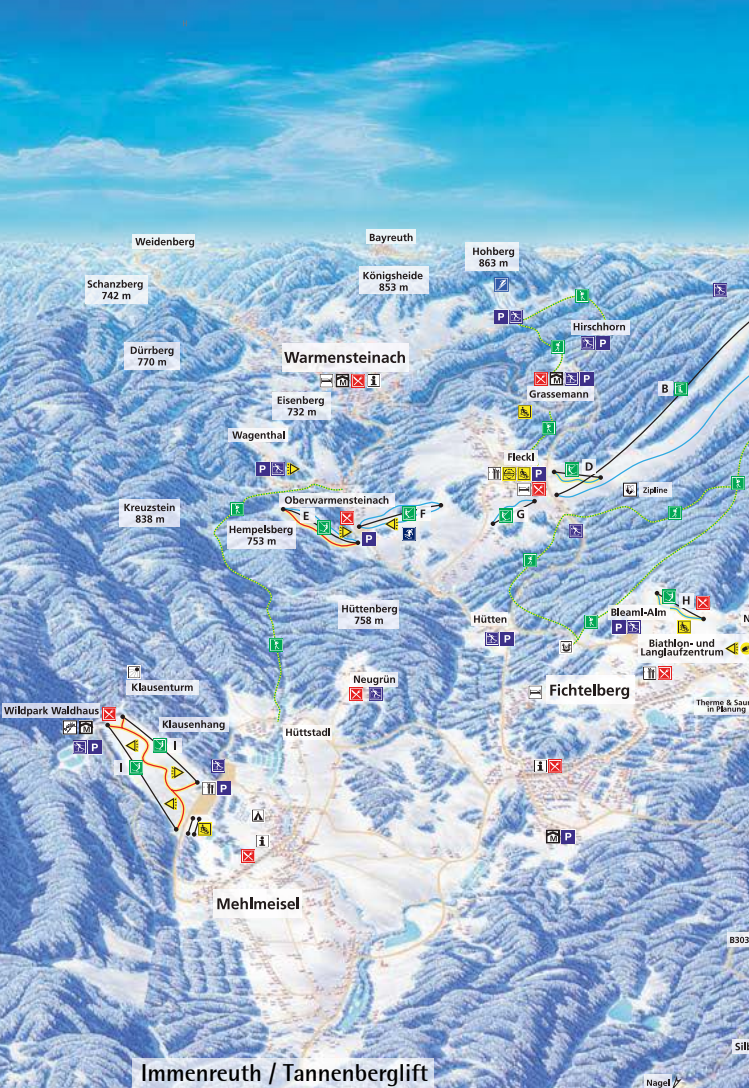 Weidenberg
Bayreuth
Hohberg
863 m
Königsheide
853 m
Schanzberg
742 m
P
Hirschhorn
P
Warmensteinach
Dürrberg
770 m
M
i
M
P
Grassemann
B
i
Eisenberg
732 m
Wagenthal
P
Fleckl
P
D
Zipline
Oberwarmensteinach
E
F
G
P
Kreuzstein
838 m
Hempelsberg
753 m
Hüttenberg
758 m
Hütten
P
H
Bleaml-Alm
P
N
Biathlon- und
Langlaufzentrum
Klausenturm
Neugrün
Fichtelberg
Therme & Sau
in Planung
Wildpark Waldhaus
M
P
Klausenhang
I
I
P
Hüttstadl
i
i
M
P
Mehlmeisel
B303
Silb
Immenreuth / Tannenberglift
Nagel